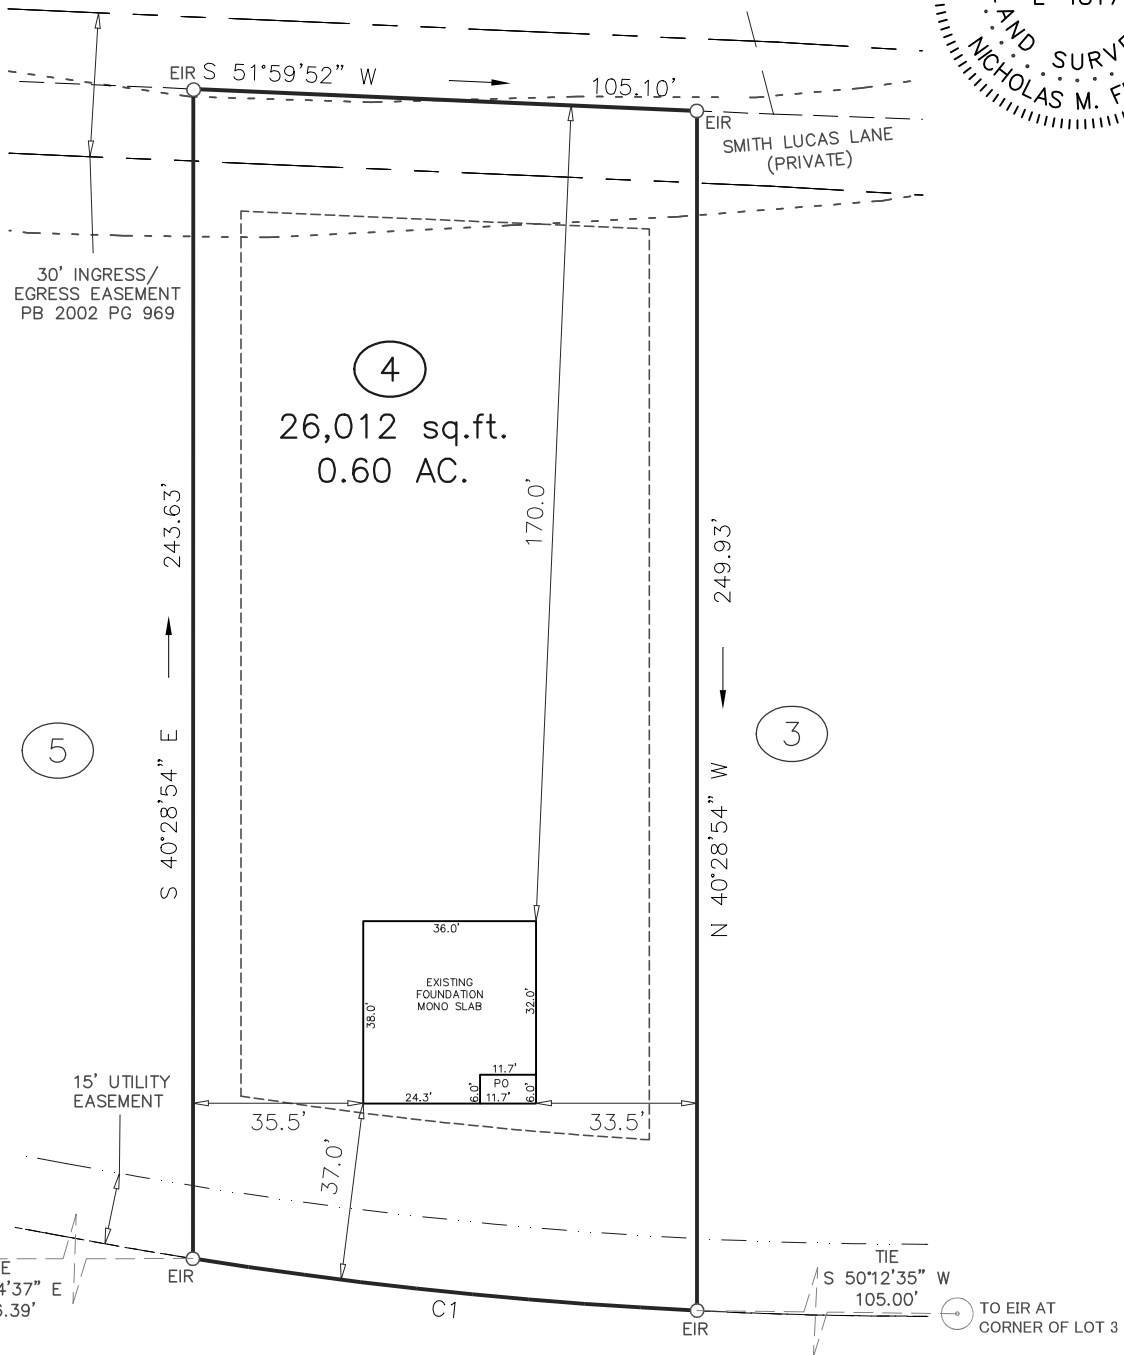 AND SURVE
NICHOLAS M. F
EIR
S 51°59'52" W
105.10'
EIR
SMITH LUCAS LANE
(PRIVATE)
30' INGRESS/
EGRESS EASEMENT
PB 2002 PG 969
4
26,012 sq.ft.
0.60 AC.
243.63'
170.0'
249.93'
5
S 40°28'54" E
3
N 40°28'54" W
36.0'
EXISTING
FOUNDATION
MONO SLAB
38.0'
32.0'
11.7'
PO
6.0'
6.0'
24.3'
11.7'
15' UTILITY
EASEMENT
35.5'
33.5'
37.0'
E
4'37" E
6.39'
EIR
C1
EIR
TIE
S 50°12'35" W
105.00'
TO EIR AT
CORNER OF LOT 3